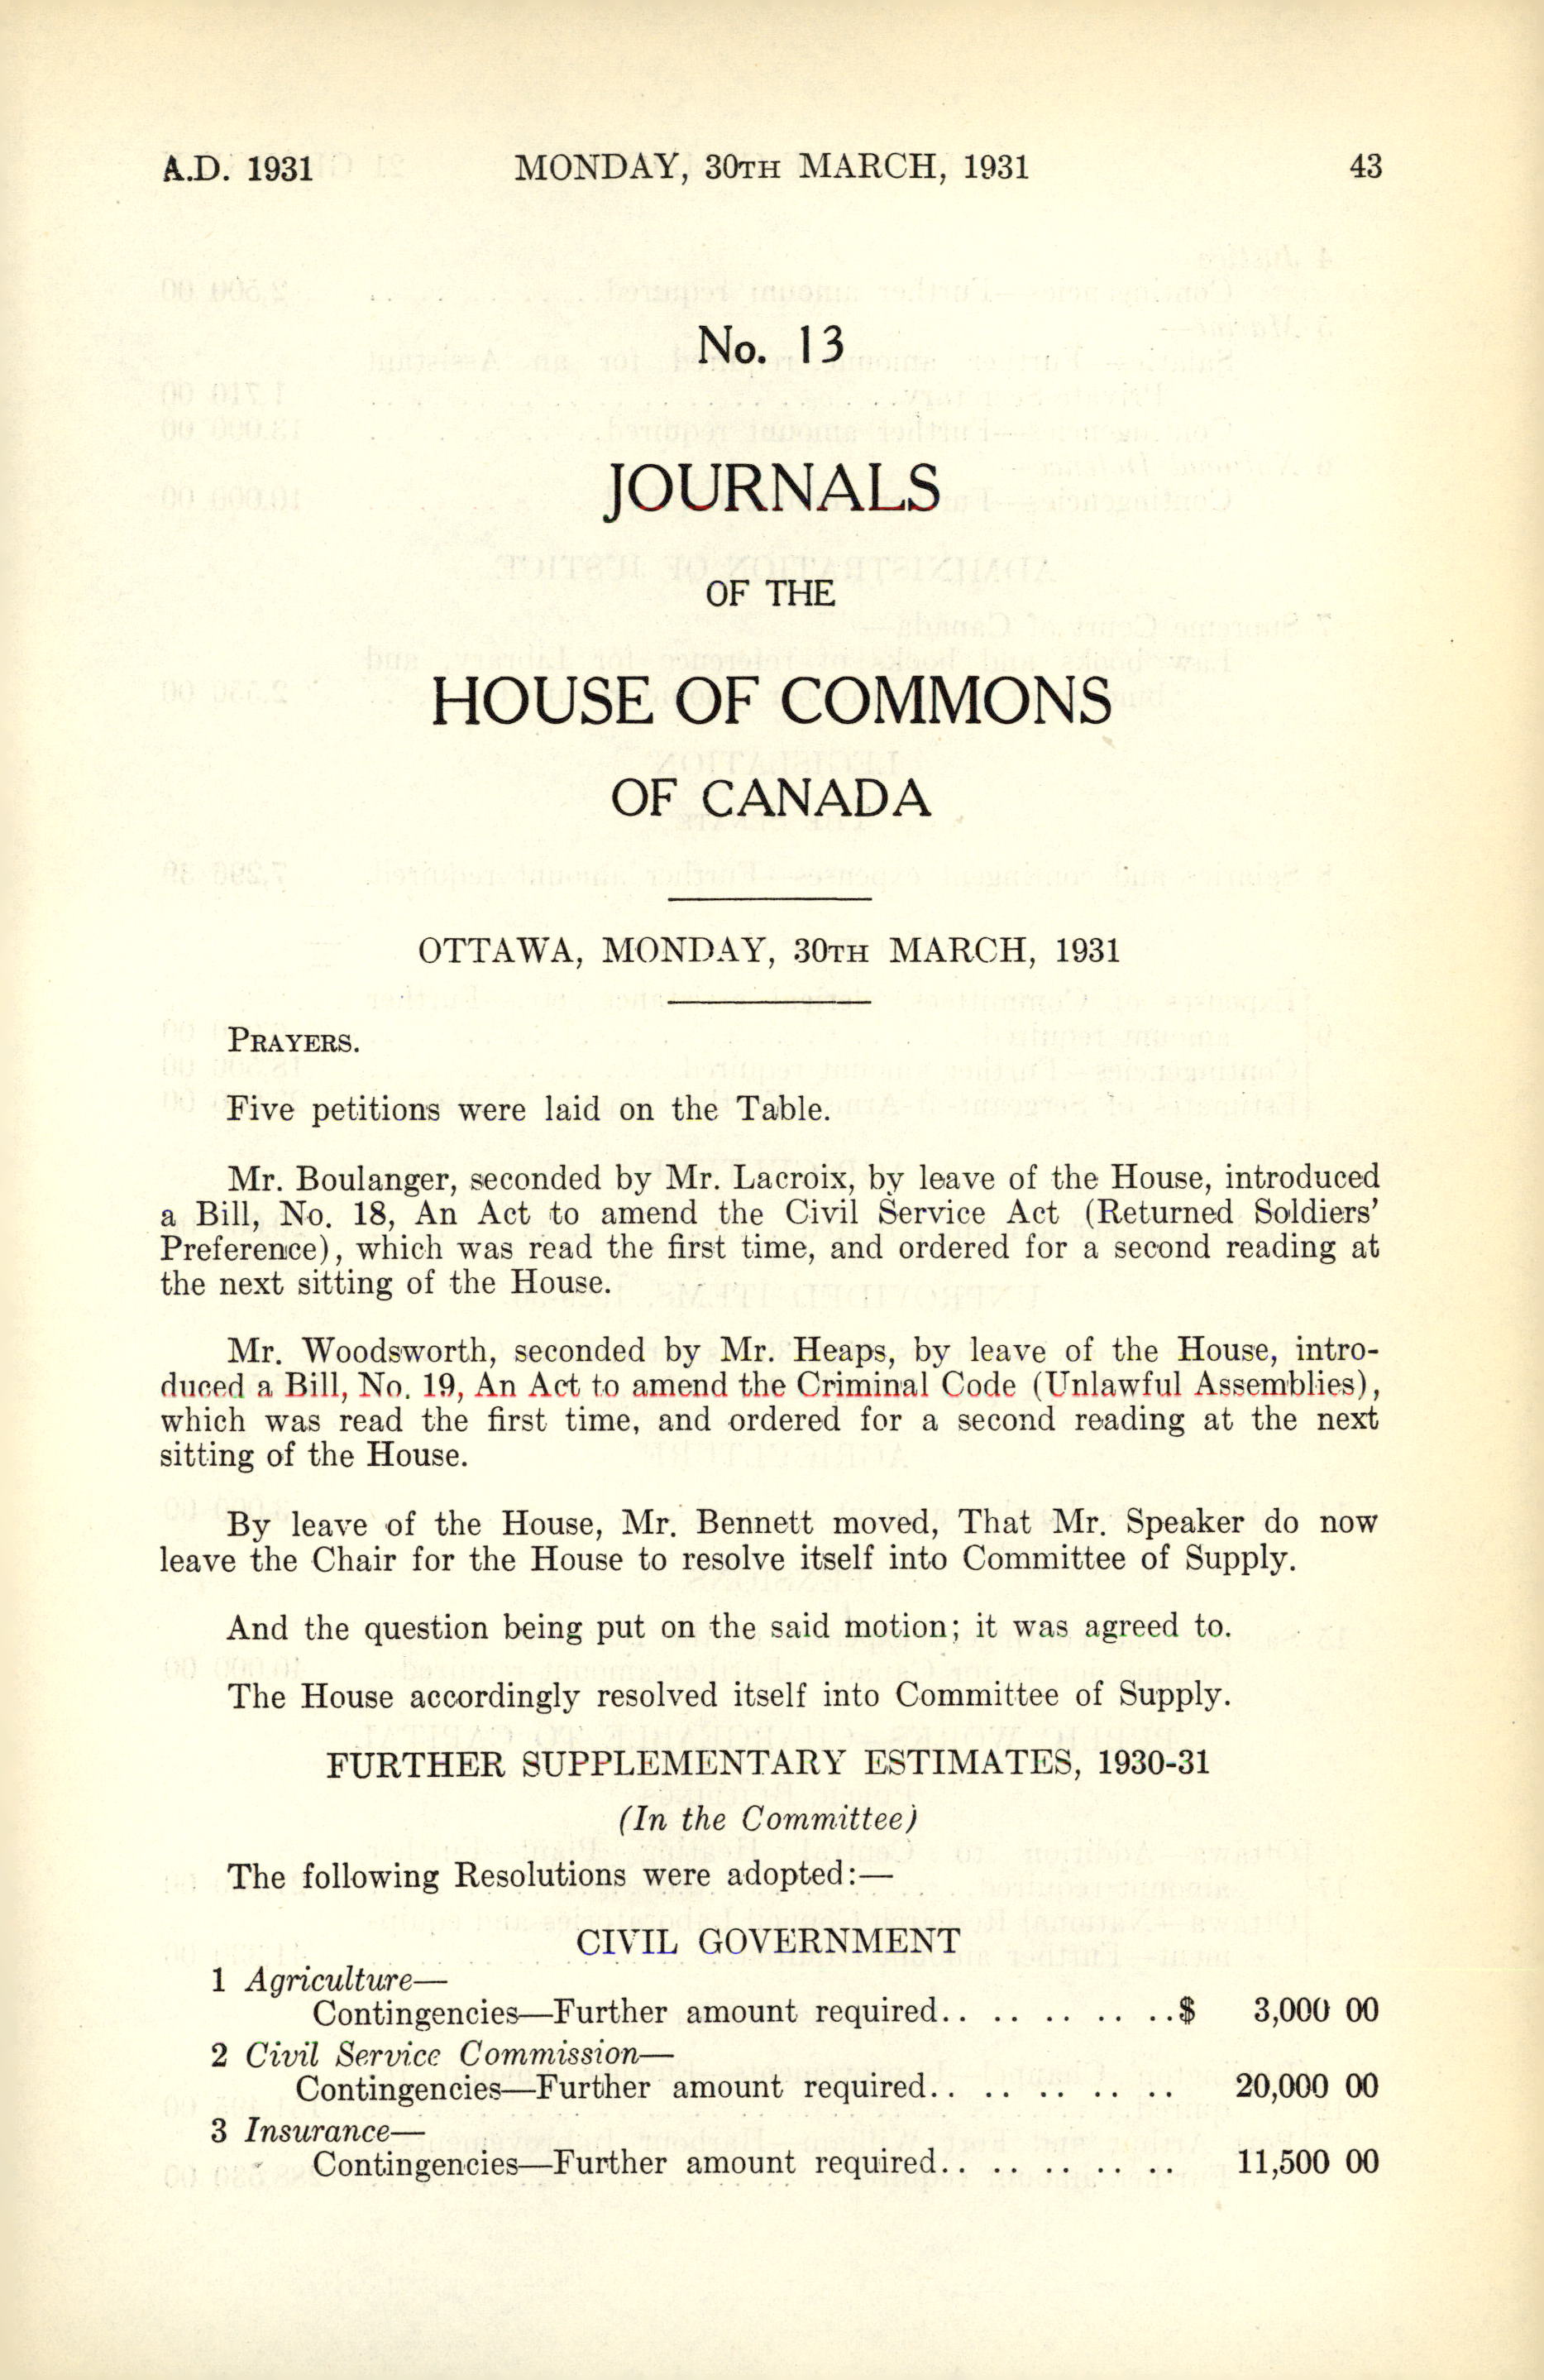 A.D. 1931 MONDAY, 30TH MARCH, 1931 43
No. 13
JOURNALS
OF THE
HOUSE OF COMMONS
OF CANADA
OTTAWA, MONDAY, 30TH MARCH, 1931
PRAYERS.
Five petitions were laid on the Table.
Mr. Boulanger, seconded by Mr. Lacroix, by leave of the House, introduced
a Bill, No. 18, An Act to amend the Civil Service Act (Returned Soldiers'
Preference), which was read the first time, and ordered for a second reading at
the next sitting of the House.
Mr. Woodsworth, seconded by Mr. Heaps, by leave of the House, intro-
duced a Bill, No. 19, An Act to amend the Criminal Code (Unlawful Assemblies),
which was read the first time, and ordered for a second reading at the next
sitting of the House.
By leave of the House, Mr. Bennett moved, That Mr. Speaker do now
leave the Chair for the House to resolve itself into Committee of Supply.
And the question being put on the said motion; it was agreed to.
The House accordingly resolved itself into Committee of Supply.
FURTHER SUPPLEMENTARY ESTIMATES, 1930-31
(In the Committee)
The following Resolutions were adopted:—
CIVIL GOVERNMENT
1 Agriculture—
Contingencies—Further amount required.. .. .. .. ..$ 3,000 00
2 Civil Service Commission—
Contingencies—Further amount required.. .. .. .. .. 20,000 00
3 Insurance—
Contingencies—Further amount required.. .. .. .. .. 11,500 00